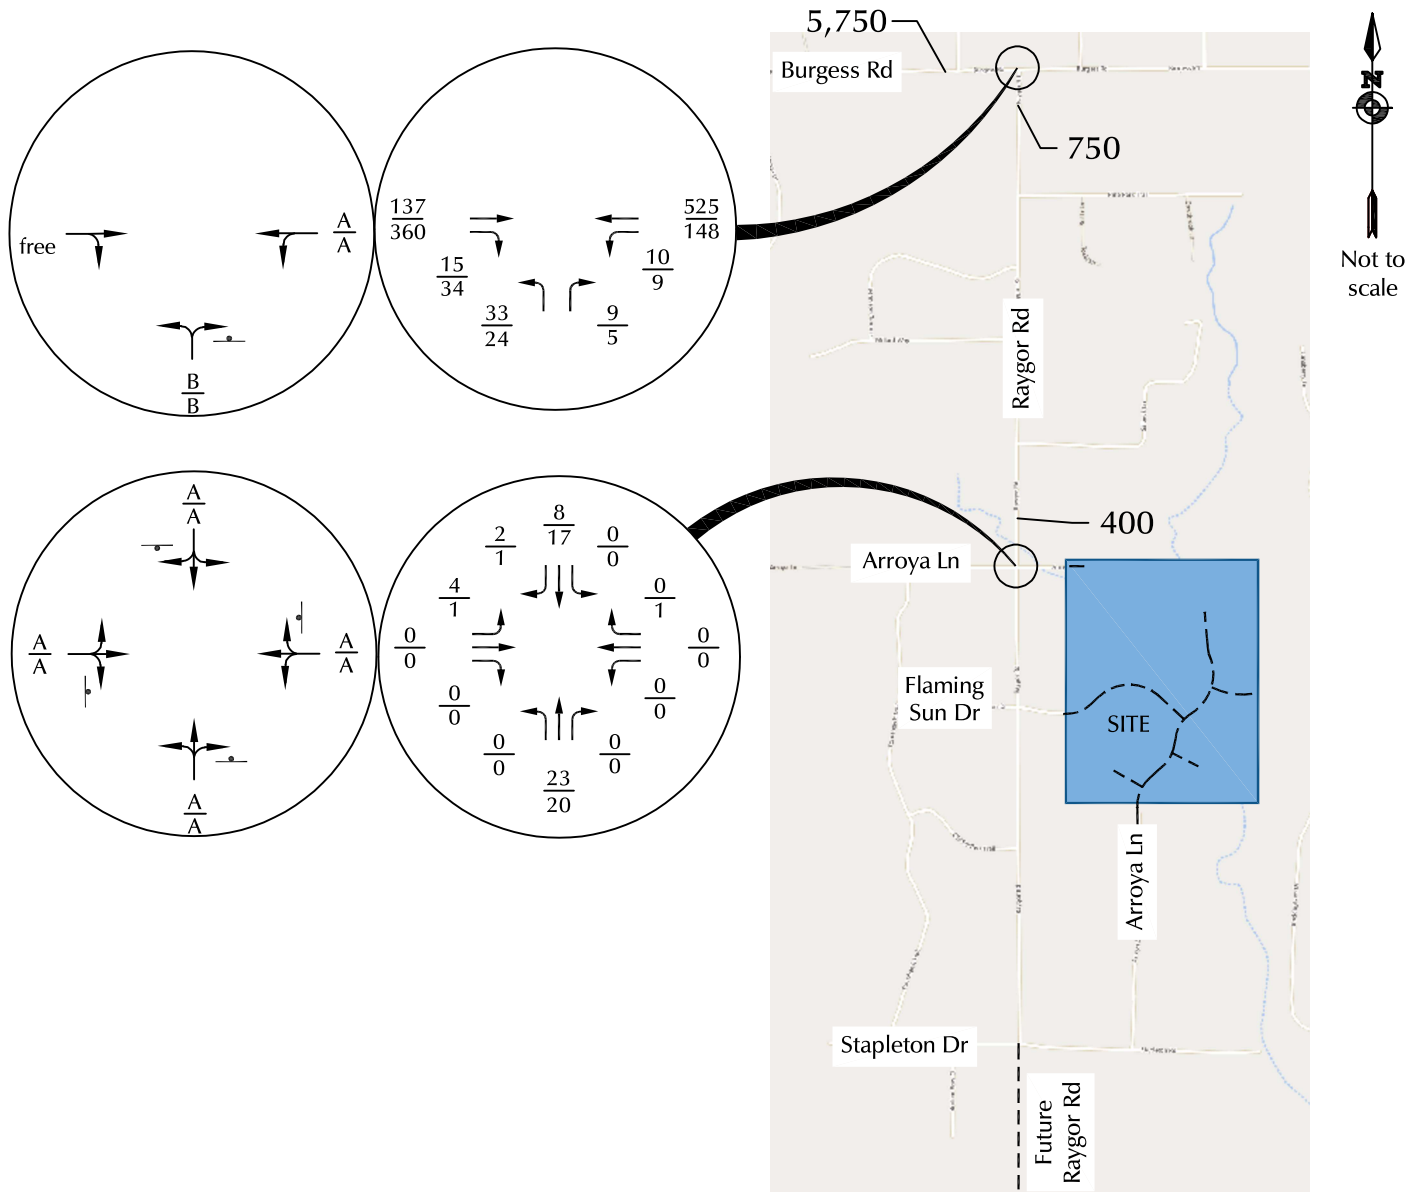 5,750
Burgess Rd
750
N
Not to
scale
free
A
A
B
B
137
360
525
148
15
34
10
9
33
24
9
5
Raygor Rd
400
A
A
A
A
A
A
A
A
8
17
2
1
0
0
4
1
0
1
0
0
0
0
0
0
0
0
0
0
0
0
23
20
Arroya Ln
Flaming
Sun Dr
SITE
Arroya Ln
Stapleton Dr
Future
Raygor Rd